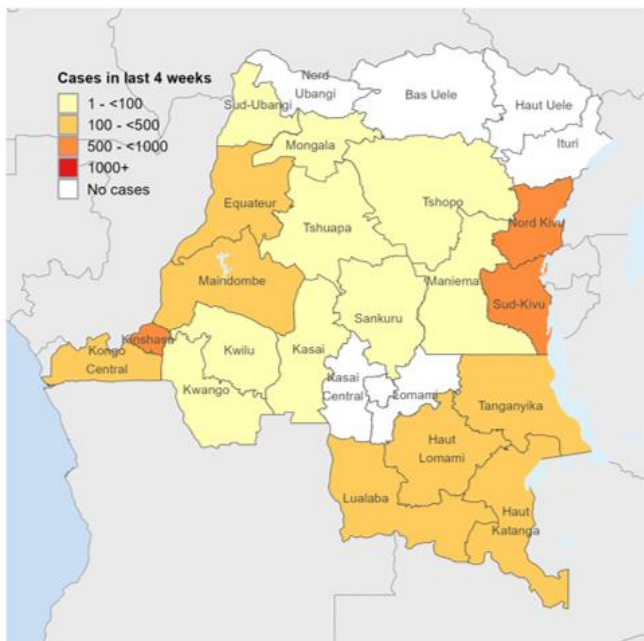 Cases in last 4 weeks
1 - <100
100 - <500
500 - <1000
1000+
No cases
Nord
Ubangi
Sud-Ubangi
Bas Uele
Haut Uele
Ituri
Mongala
Equateur
Tshopo
Tshuapa
Nord Kivu
Maindombe
Maniema
Sud-Kivu
Sankuru
Kinshasa
Kongo
Central
Kwilu
Kasai
Kwango
Kasai
Central
Lomami
Tanganyika
Haut
Lomami
Lualaba
Haut
Katanga